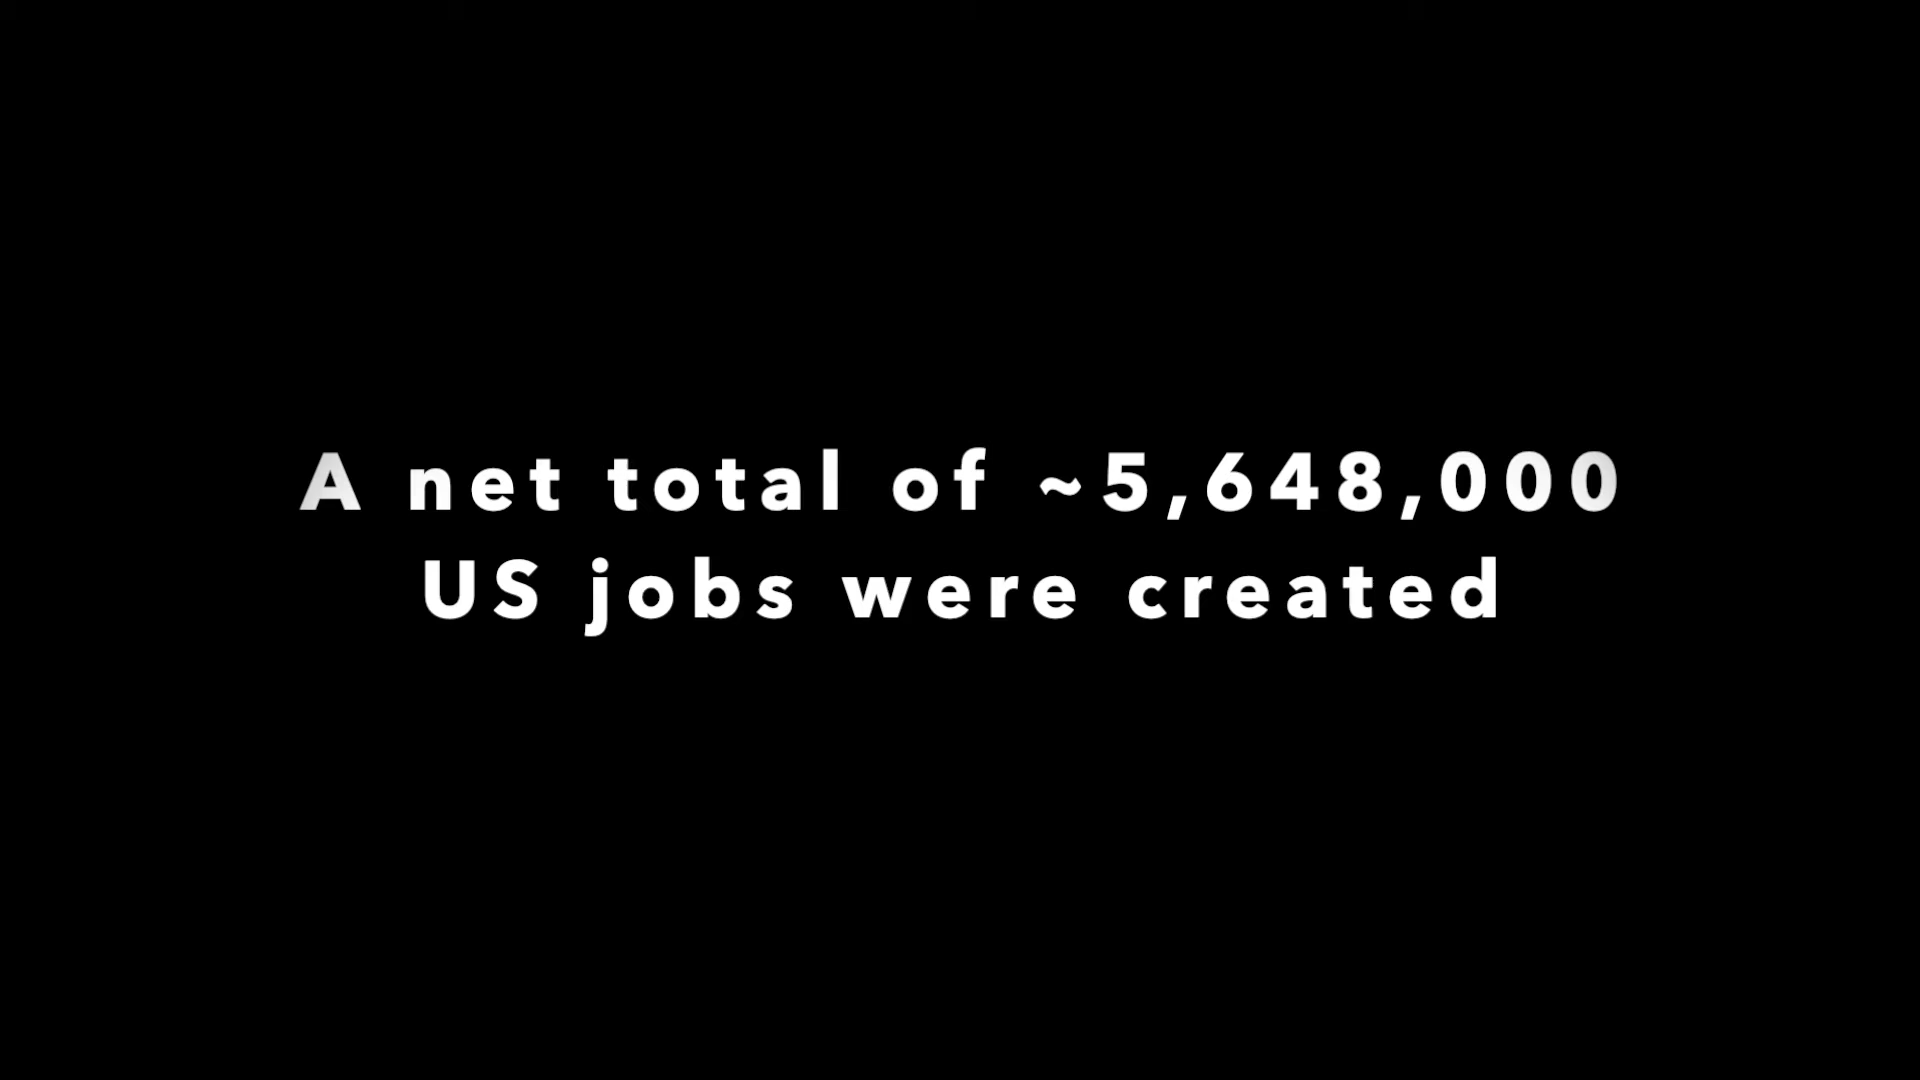 A net total of ~5,648,000
US jobs were created